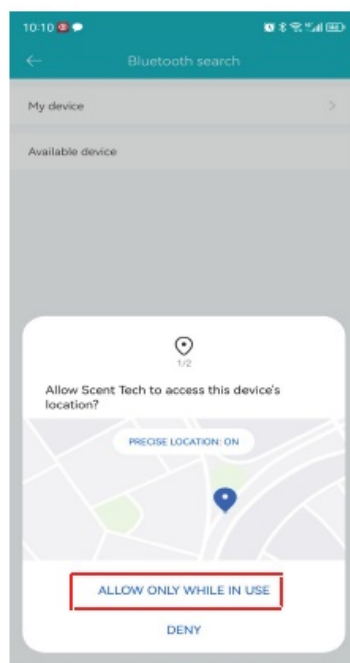 10:10
Bluetooth search
My device
Available device
1/2
Allow Scent Tech to access this device's
location?
PRECISE LOCATION: ON
ALLOW ONLY WHILE IN USE
DENY